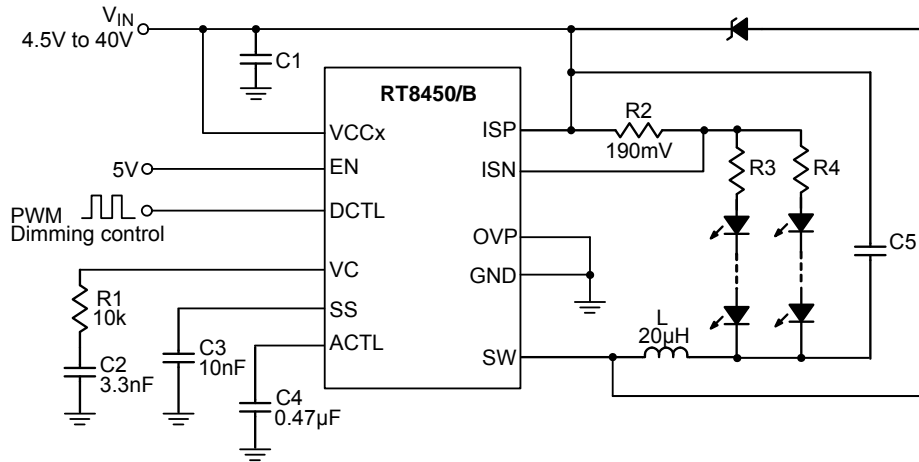 VIN
4.5V to 40V
C1
RT8450/B
VCCx
EN
DCTL
VC
SS
ACTL
ISP
ISN
OVP
GND
SW
5V
PWM
Dimming control
R1
10k
C2
3.3nF
C3
10nF
C4
0.47µF
R2
190mV
R3
R4
C5
L
20µH